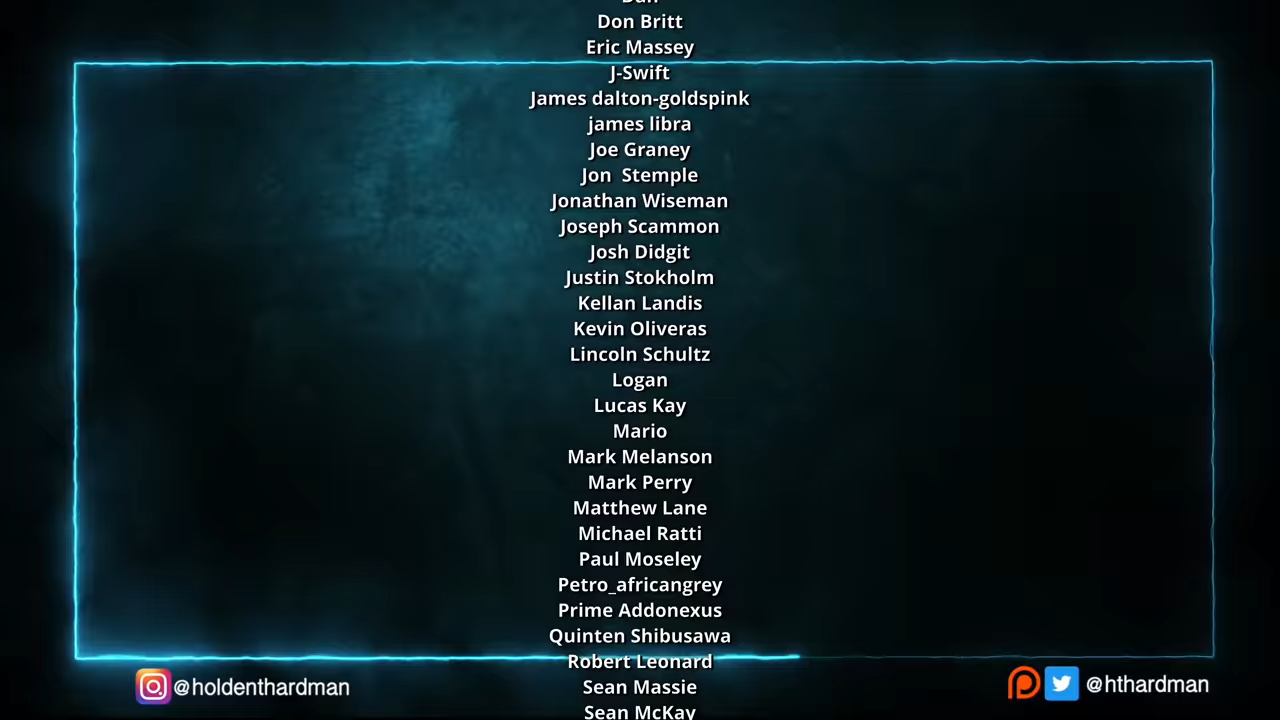 Dan
Don Britt
Eric Massey
J-Swift
James dalton-goldspink
james libra
Joe Graney
Jon  Stemple
Jonathan Wiseman
Joseph Scammon
Josh Didgit
Justin Stokholm
Kellan Landis
Kevin Oliveras
Lincoln Schultz
Logan
Lucas Kay
Mario
Mark Melanson
Mark Perry
Matthew Lane
Michael Ratti
Paul Moseley
Petro_africangrey
Prime Addonexus
Quinten Shibusawa
Robert Leonard
Sean Massie
Sean McKay
@holdenthardman
@hthardman